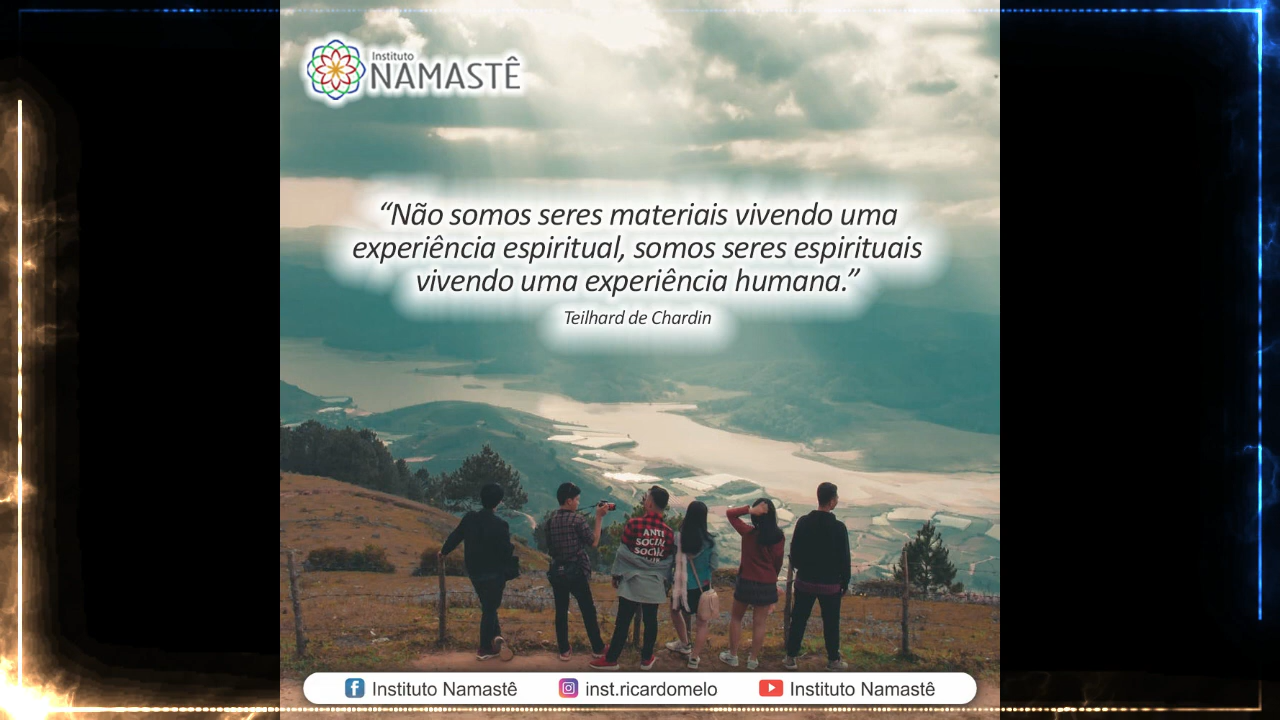 Instituto
NAMASTÊ
“Não somos seres materiais vivendo uma
experiência espiritual, somos seres espirituais
vivendo uma experiência humana.”
Teilhard de Chardin
ANTI
SOCIAL
SOCIAL
Instituto Namastê
inst.ricardomelo
Instituto Namastê